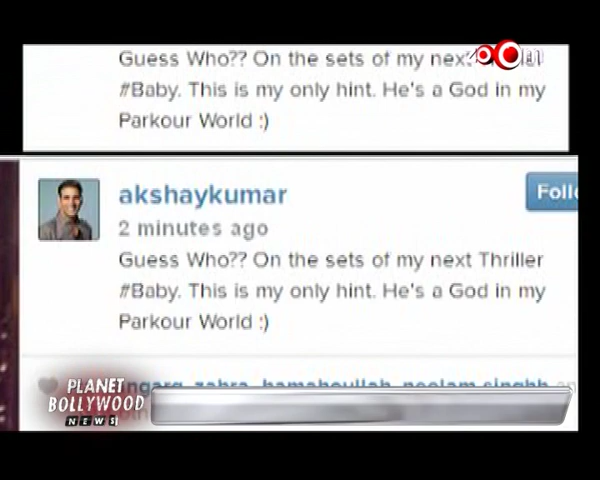 zoom
Guess Who?? On the sets of my next
#Baby. This is my only hint. He's a God in my
Parkour World :)
akshaykumar
2 minutes ago
Guess Who?? On the sets of my next Thriller
#Baby. This is my only hint. He's a God in my
Parkour World :)
PLANET
BOLLYWOOD
NEWS